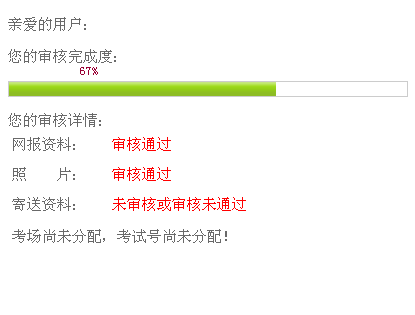 亲爱的用户：
您的审核完成度：
67%
您的审核详情：
网报资料： 审核通过
照 片： 审核通过
寄送资料： 未审核或审核未通过
考场尚未分配，考试号尚未分配！